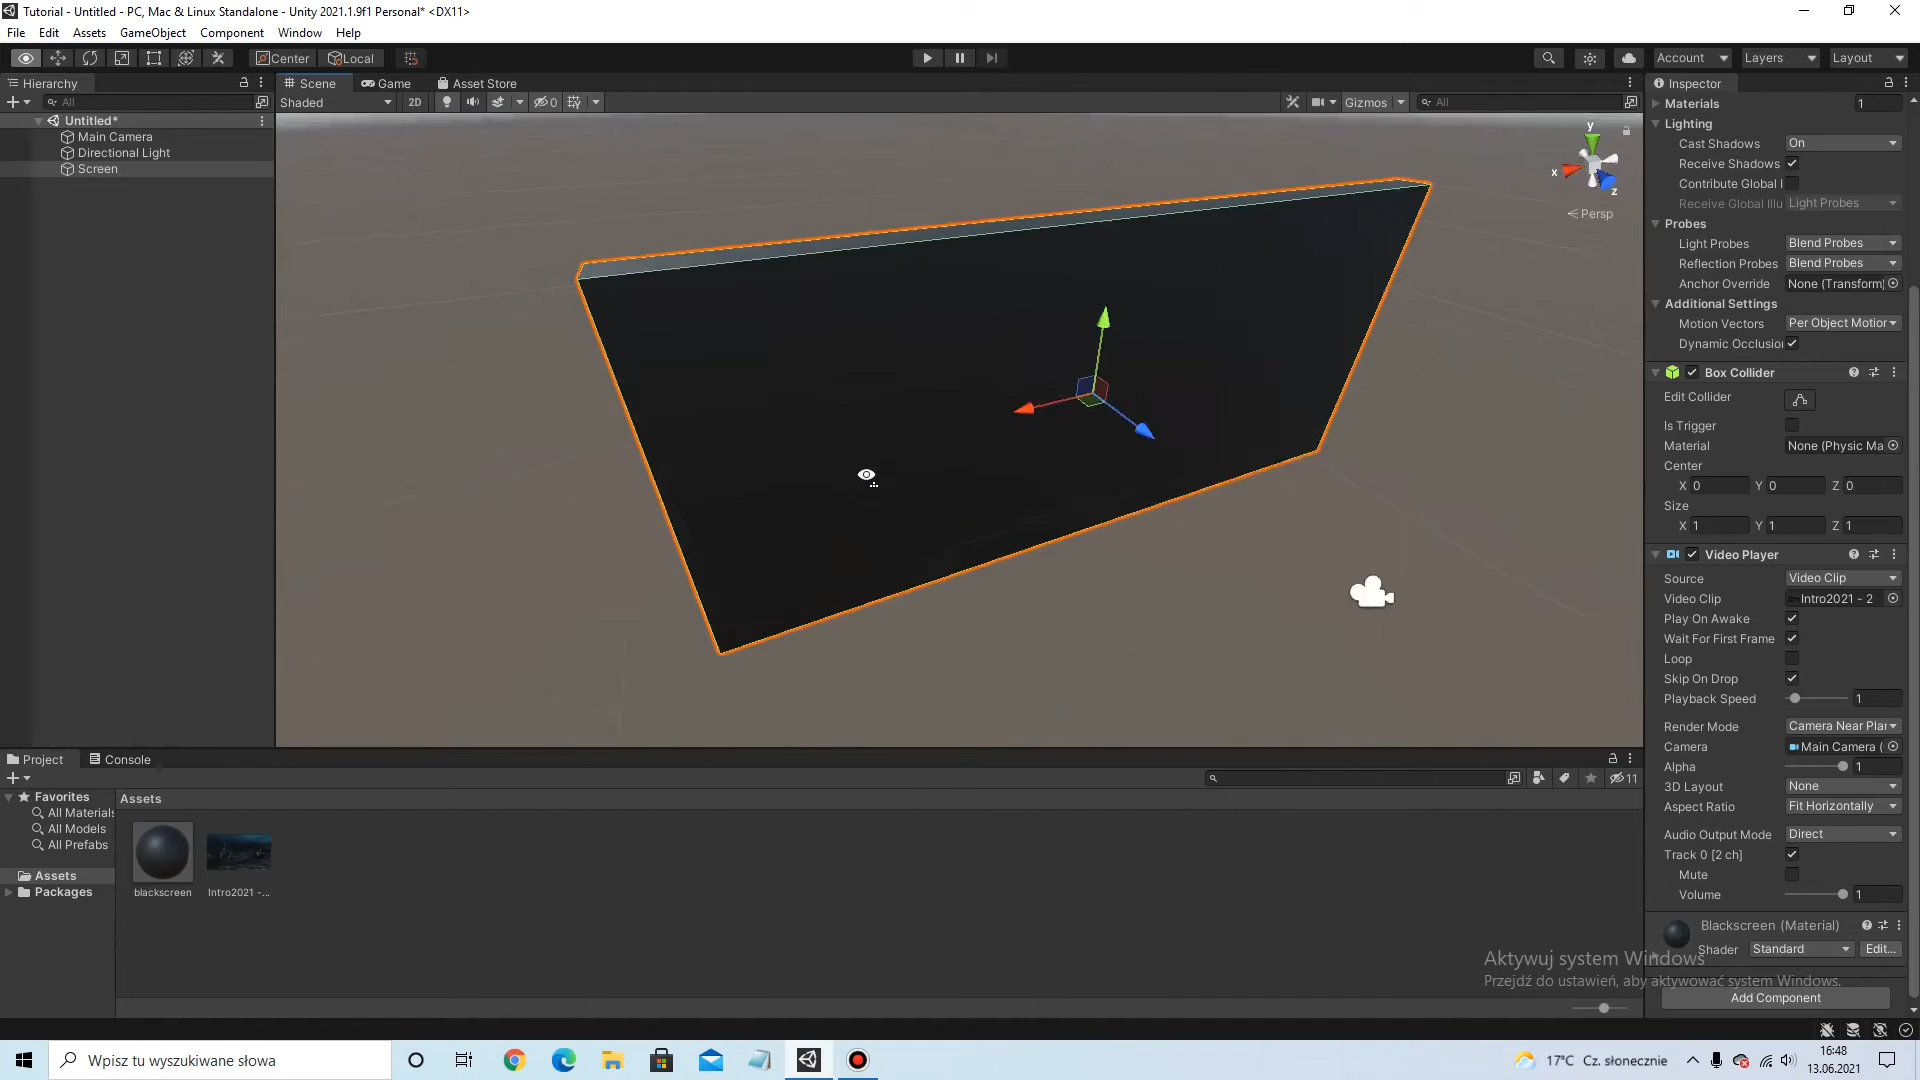 Tutorial - Untitled - PC, Mac & Linux Standalone - Unity 2021.1.9f1 Personal* <DX11>
File Edit Assets GameObject Component Window Help
Center Local Account Layers Layout
Hierarchy
All
Untitled*
Main Camera
Directional Light
Screen
Scene Game Asset Store
Shaded 2D 0 Gizmos All
y
x
z
Persp
Inspector
Materials 1
Lighting
Cast Shadows On
Receive Shadows
Contribute Global I
Receive Global Illu Light Probes
Probes
Light Probes Blend Probes
Reflection Probes Blend Probes
Anchor Override None (Transform)
Additional Settings
Motion Vectors Per Object Motior
Dynamic Occlusion
Box Collider
Edit Collider
Is Trigger
Material None (Physic Ma
Center
X 0 Y 0 Z 0
Size
X 1 Y 1 Z 1
Video Player
Source Video Clip
Video Clip Intro2021 - 2
Play On Awake
Wait For First Frame
Loop
Skip On Drop
Playback Speed 1
Render Mode Camera Near Plar
Camera Main Camera (
Alpha 1
3D Layout None
Aspect Ratio Fit Horizontally
Audio Output Mode Direct
Track 0 [2 ch]
Mute
Volume 1
Blackscreen (Material)
Shader Standard Edit...
Add Component
Project Console
11
Favorites
All Materials
All Models
All Prefabs
Assets
Packages
Assets
blackscreen Intro2021 -...
Aktywuj system Windows
Przejdź do ustawień, aby aktywować system Windows.
Wpisz tu wyszukiwane słowa
17°C Cz. słonecznie
16:48
13.06.2021